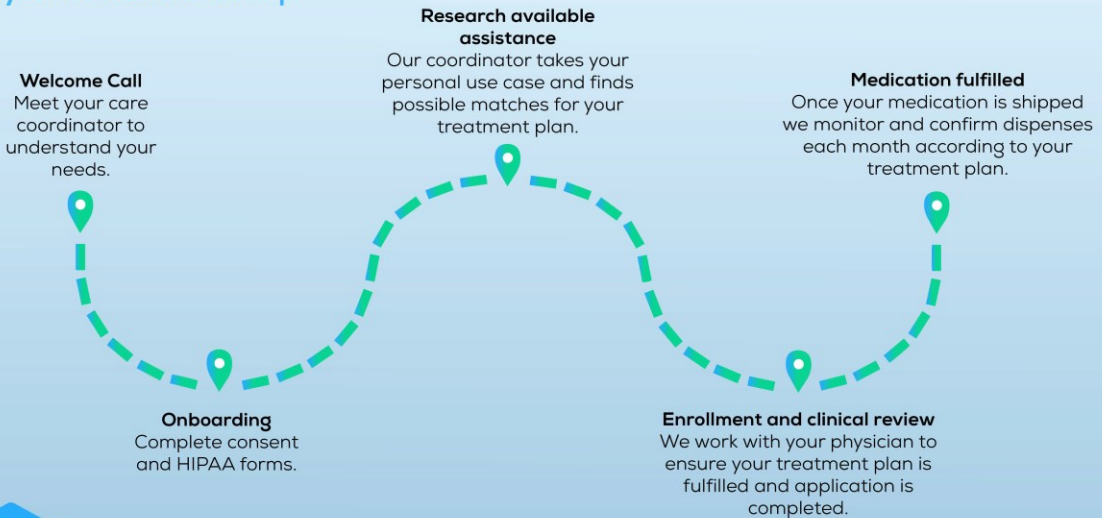 Welcome Call
Meet your care
coordinator to
understand your
needs.
Onboarding
Complete consent
and HIPAA forms.
Research available
assistance
Our coordinator takes your
personal use case and finds
possible matches for your
treatment plan.
Enrollment and clinical review
We work with your physician to
ensure your treatment plan is
fulfilled and application is
completed.
Medication fulfilled
Once your medication is shipped
we monitor and confirm dispenses
each month according to your
treatment plan.